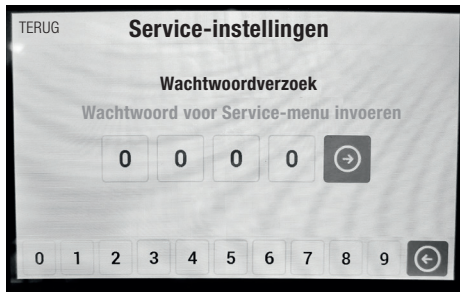 TERUG Service-instellingen
Wachtwoordverzoek
Wachtwoord voor Service-menu invoeren
0 0 0 0
0 1 2 3 4 5 6 7 8 9